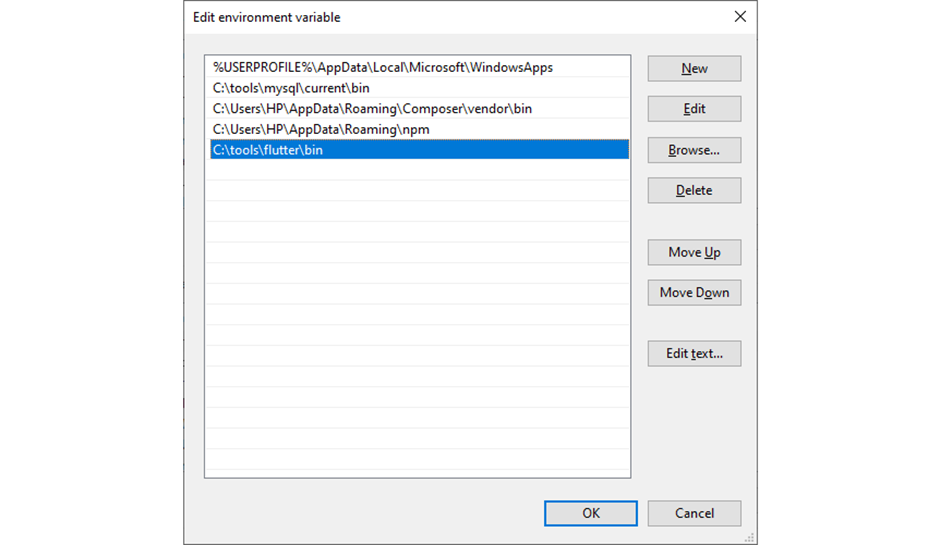 Edit environment variable
%USERPROFILE%\AppData\Local\Microsoft\WindowsApps
C:\tools\mysql\current\bin
C:\Users\HP\AppData\Roaming\Composer\vendor\bin
C:\Users\HP\AppData\Roaming\npm
C:\tools\flutter\bin
New
Edit
Browse...
Delete
Move Up
Move Down
Edit text...
OK
Cancel